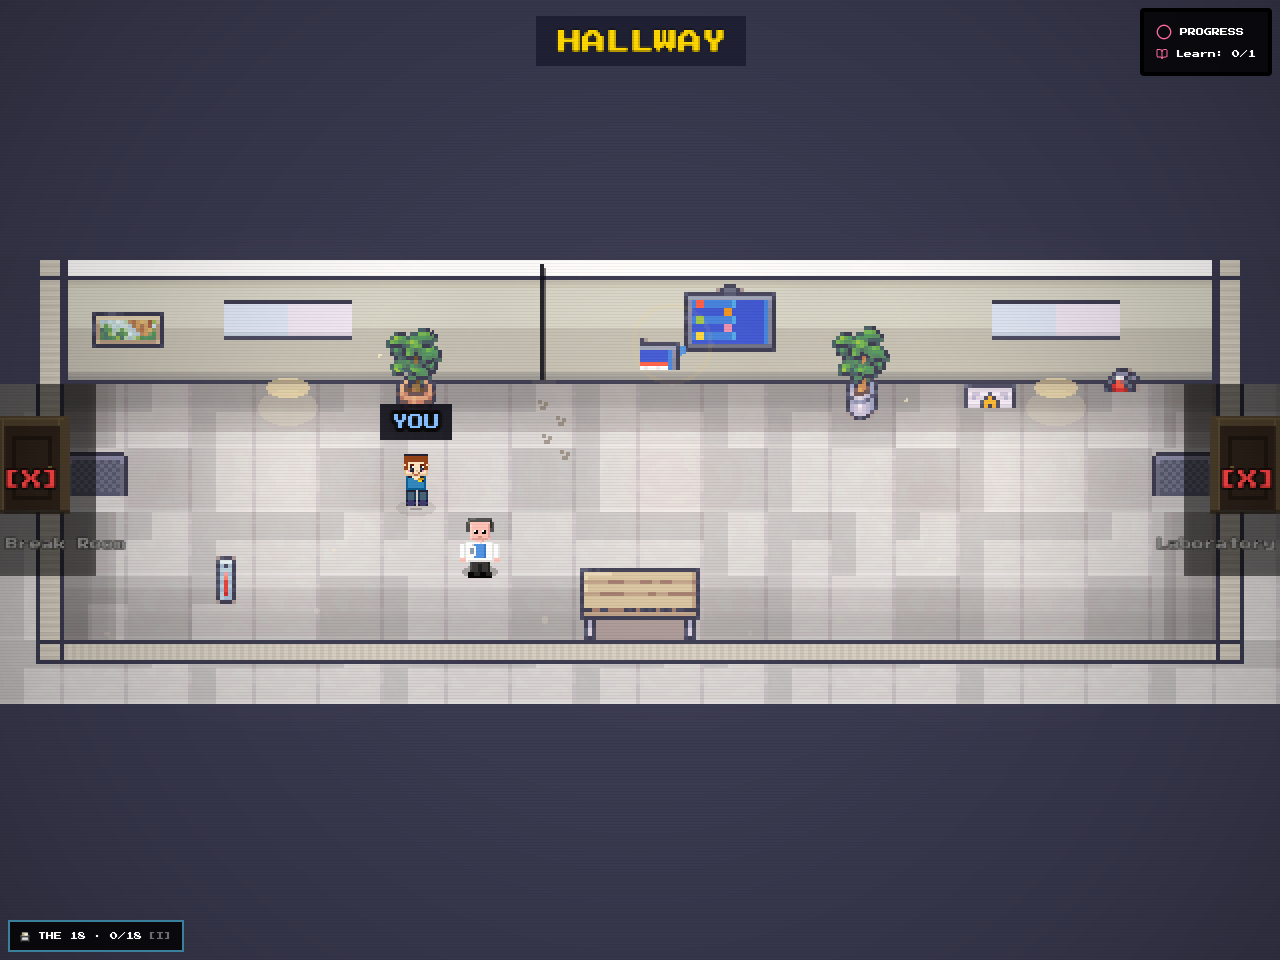 HALLWAY
PROGRESS
Learn: 0/1
YOU
[X]
[X]
Break Room
Laboratory
THE 18 · 0/18 [I]